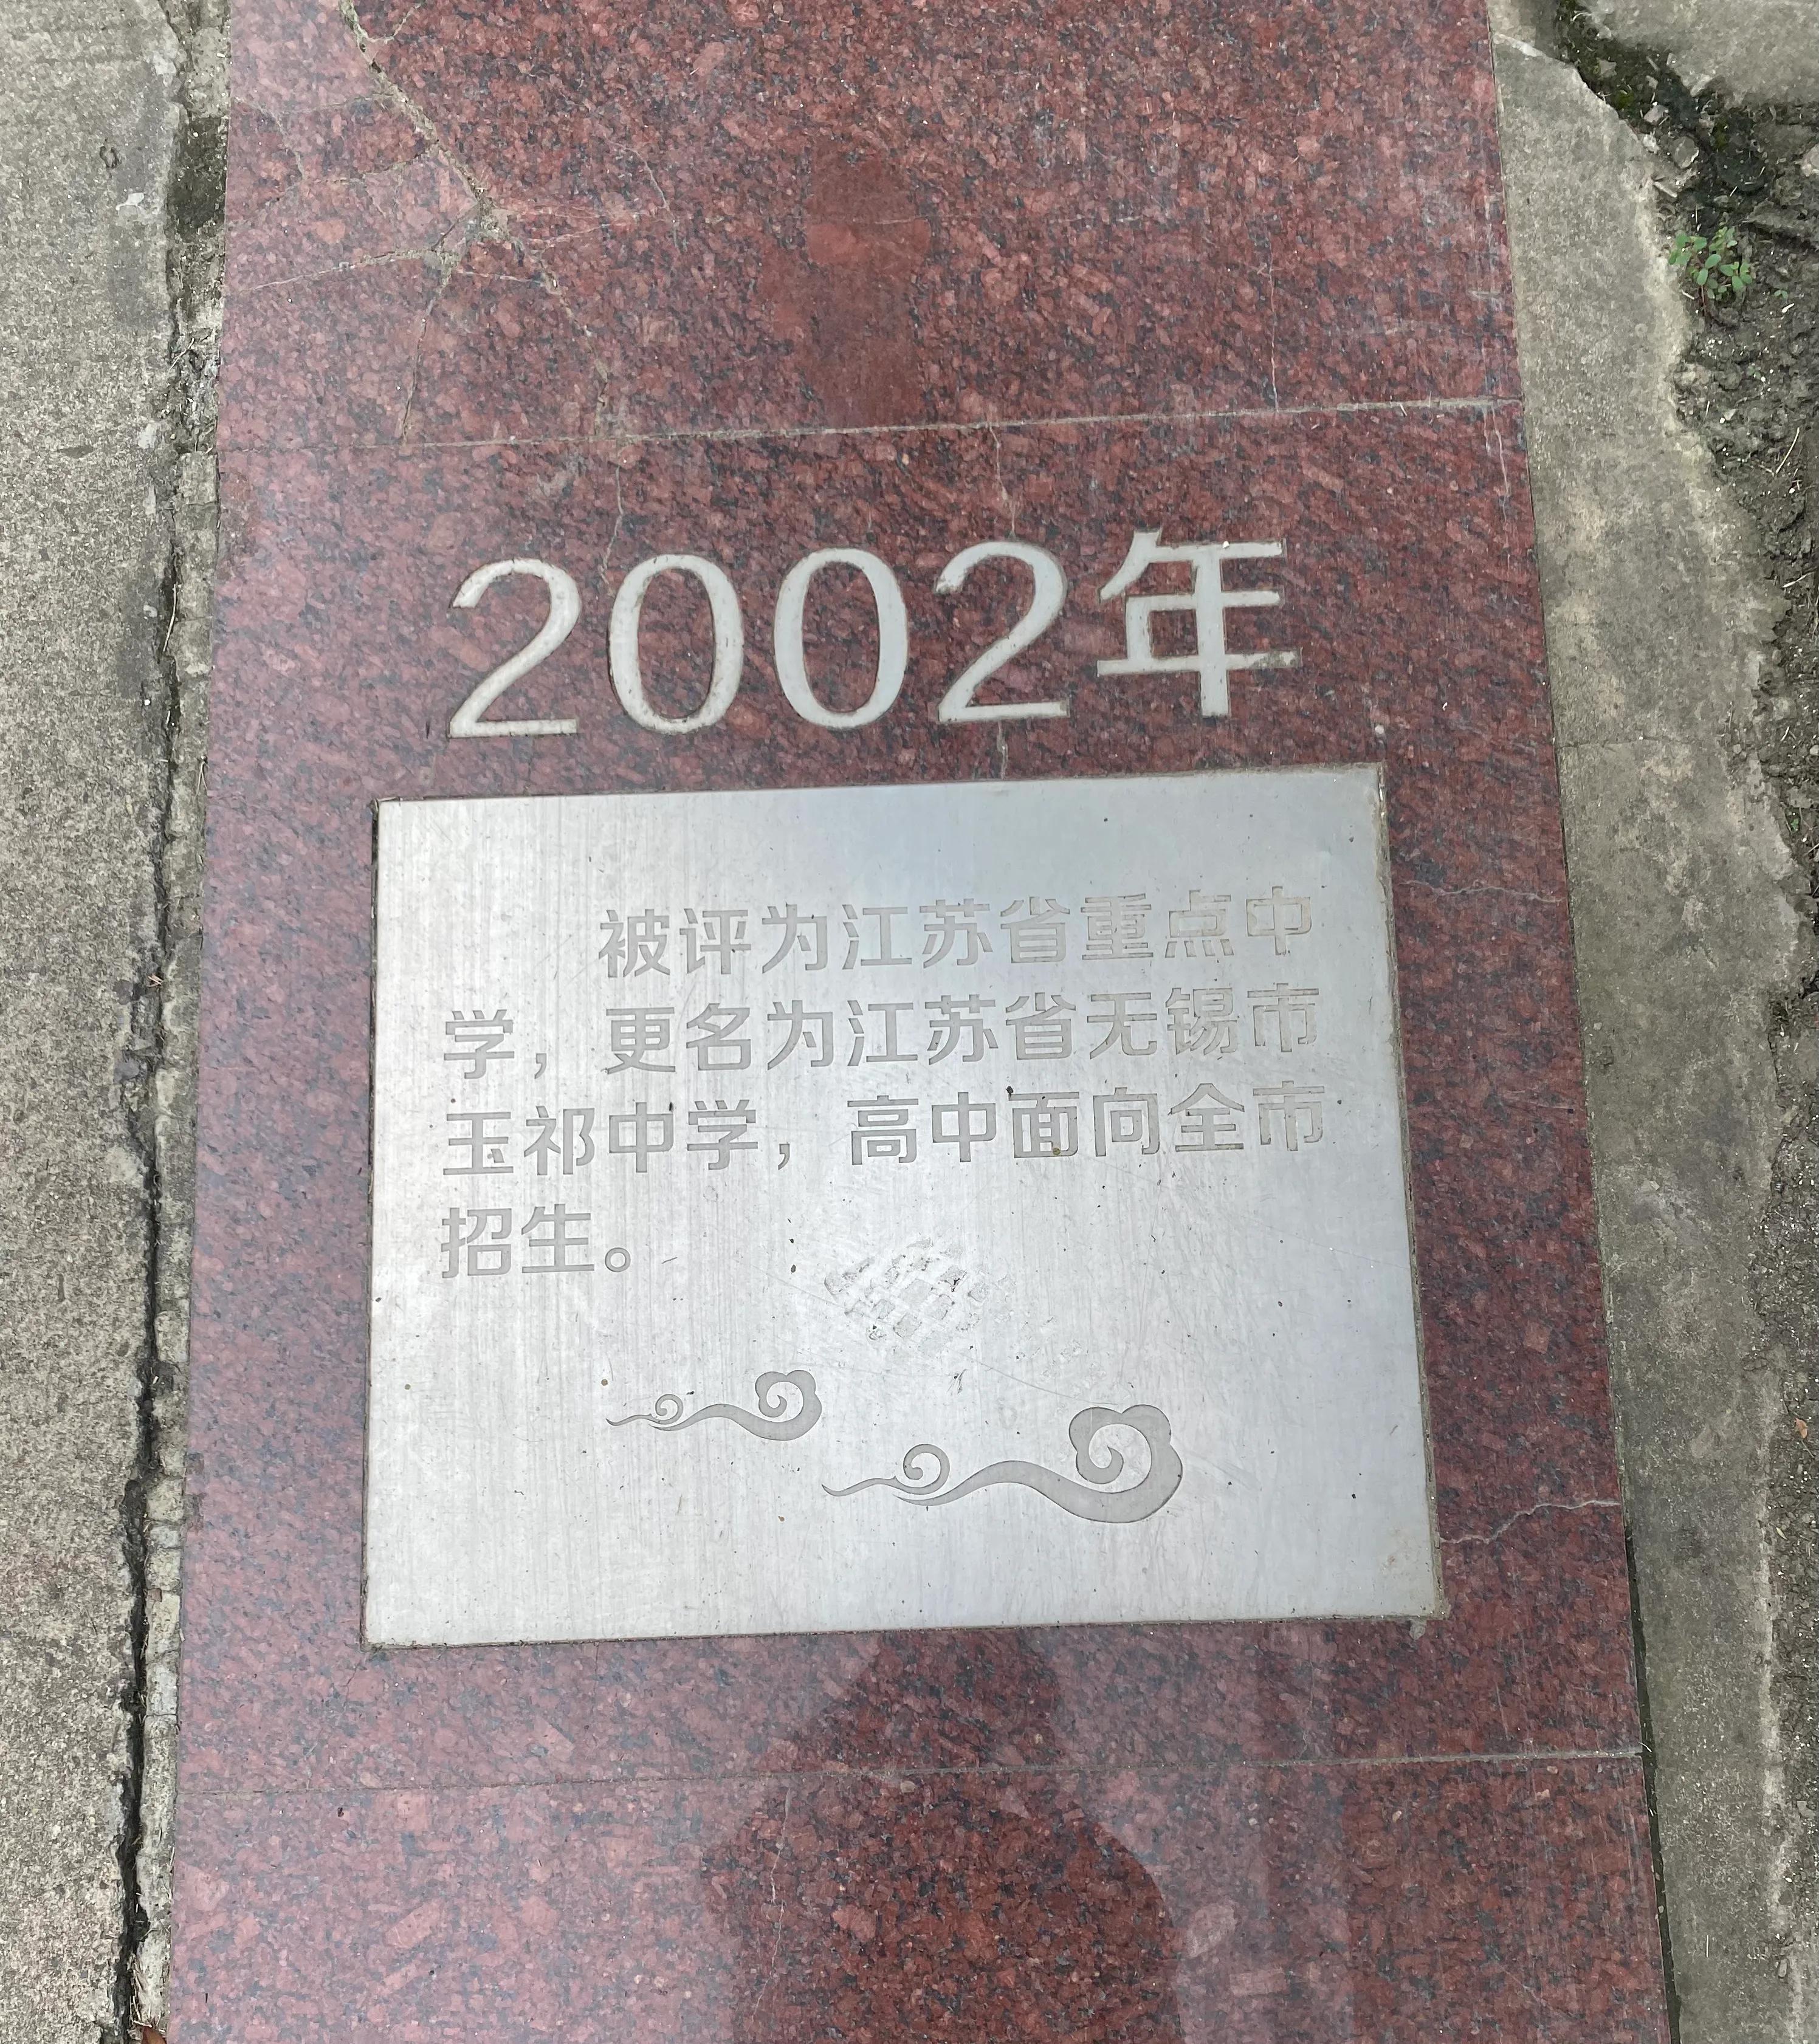 2002年
被评为江苏省重点中
学，更名为江苏省无锡市
玉祁中学，高中面向全市
招生。